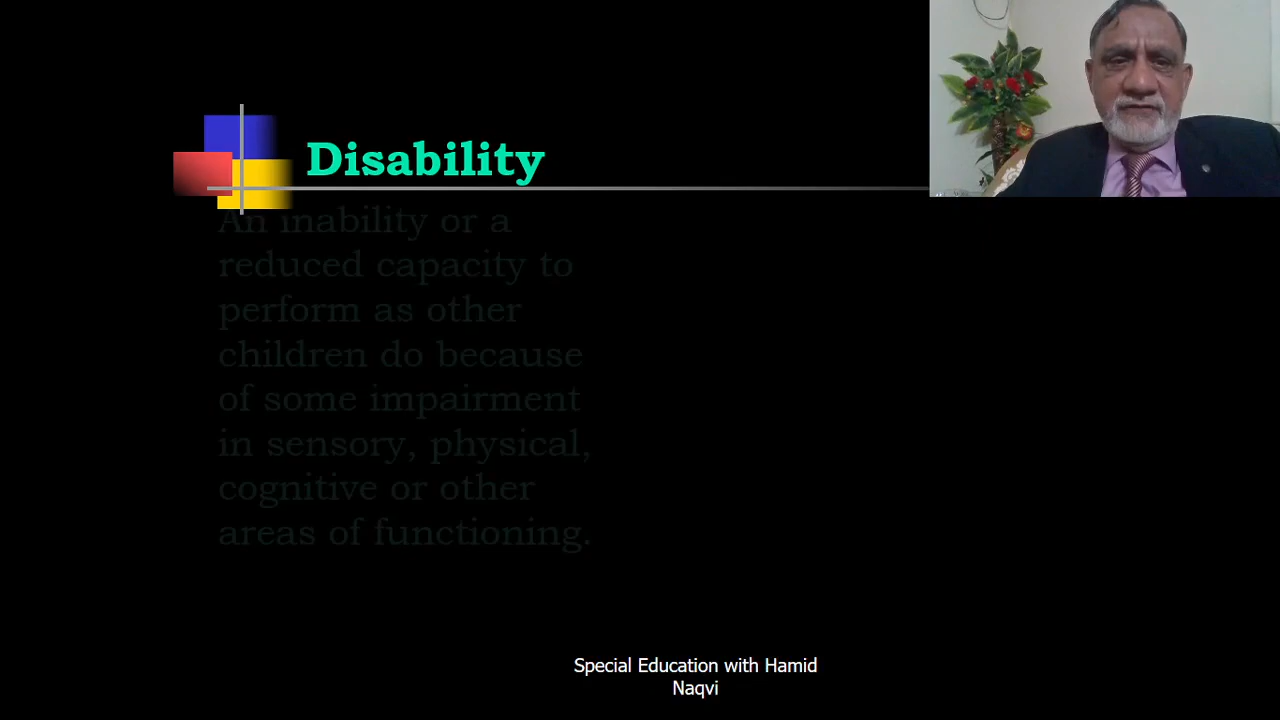 Disability
An inability or a
reduced capacity to
perform as other
children do because
of some impairment
in sensory, physical,
cognitive or other
areas of functioning.
Special Education with Hamid
Naqvi